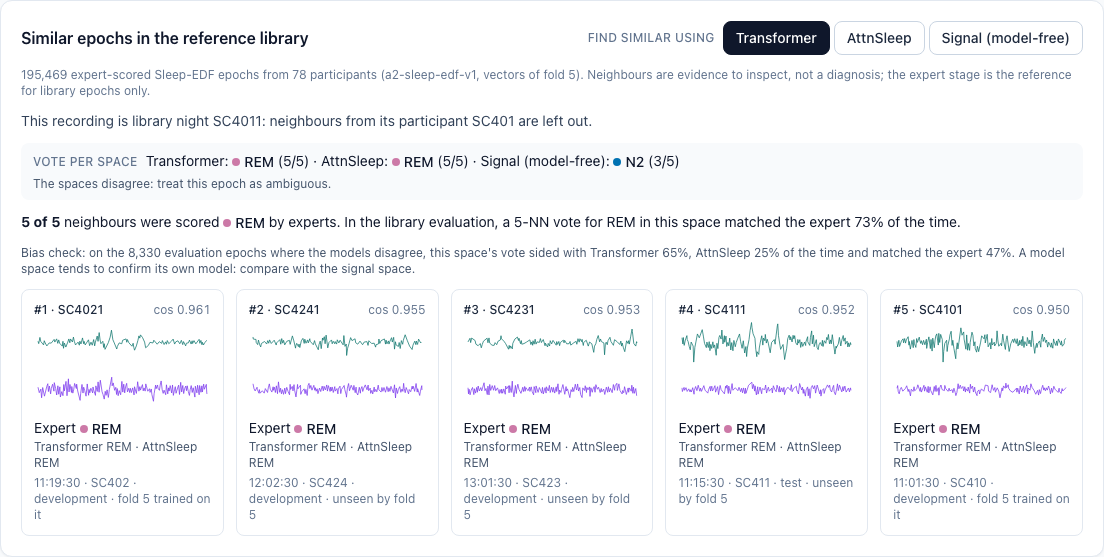 Similar epochs in the reference library
FIND SIMILAR USING
Transformer
AttnSleep
Signal (model-free)
195,469 expert-scored Sleep-EDF epochs from 78 participants (a2-sleep-edf-v1, vectors of fold 5). Neighbours are evidence to inspect, not a diagnosis; the expert stage is the reference
for library epochs only.
This recording is library night SC4011: neighbours from its participant SC401 are left out.
VOTE PER SPACE Transformer: REM (5/5) · AttnSleep: REM (5/5) · Signal (model-free): N2 (3/5)
The spaces disagree: treat this epoch as ambiguous.
5 of 5 neighbours were scored REM by experts. In the library evaluation, a 5-NN vote for REM in this space matched the expert 73% of the time.
Bias check: on the 8,330 evaluation epochs where the models disagree, this space's vote sided with Transformer 65%, AttnSleep 25% of the time and matched the expert 47%. A model
space tends to confirm its own model: compare with the signal space.
#1 · SC4021 cos 0.961
Expert REM
Transformer REM · AttnSleep
REM
11:19:30 · SC402 ·
development · fold 5 trained on
it
#2 · SC4241 cos 0.955
Expert REM
Transformer REM · AttnSleep
REM
12:02:30 · SC424 ·
development · unseen by fold
5
#3 · SC4231 cos 0.953
Expert REM
Transformer REM · AttnSleep
REM
13:01:30 · SC423 ·
development · unseen by fold
5
#4 · SC4111 cos 0.952
Expert REM
Transformer REM · AttnSleep
REM
11:15:30 · SC411 · test · unseen
by fold 5
#5 · SC4101 cos 0.950
Expert REM
Transformer REM · AttnSleep
REM
11:01:30 · SC410 ·
development · fold 5 trained on
it